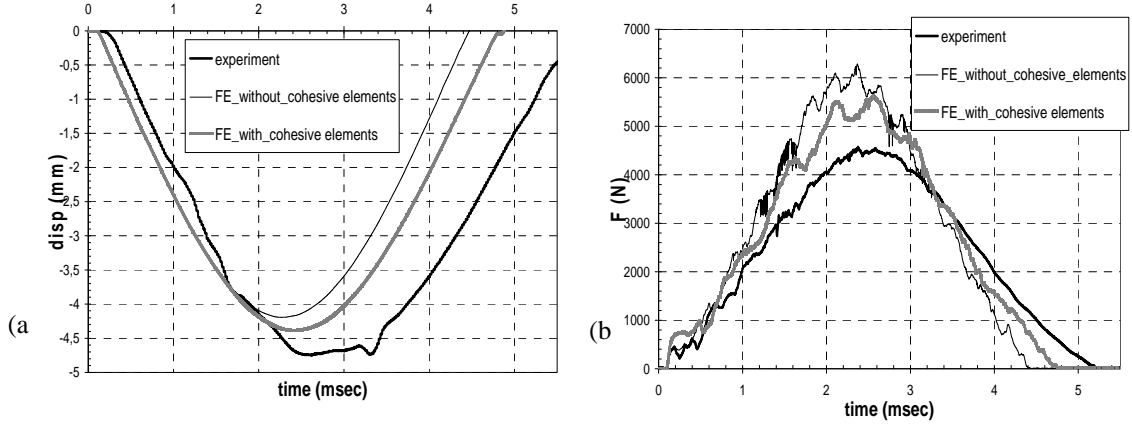 0 1 2 3 4 5
0
-0,5
-1
-1,5
-2
-2,5
-3
-3,5
-4
-4,5
-5
disp (mm)
experiment
FE_without_cohesive elements
FE_with_cohesive elements
time (msec)
(a
7000
6000
5000
4000
3000
2000
1000
0
F (N)
experiment
FE_without_cohesive_elements
FE_with_cohesive elements
0 1 2 3 4 5
time (msec)
(b